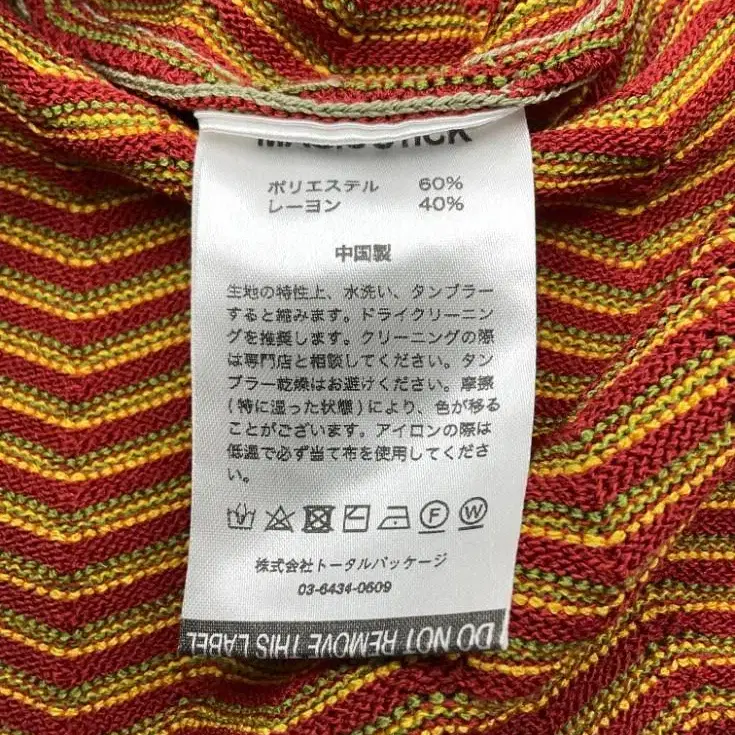 MAGIC STICK
ポリエステル 60%
レーヨン 40%
中国製
生地の特性上、水洗い、タンブラー
すると縮みます。ドライクリーニン
グを推奨します。クリーニングの際
は専門店と相談してください。タン
ブラー乾燥はお避けください。摩擦
(特に湿った状態)により、色が移る
ことがございます。アイロンの際は
低温で必ず当て布を使用してくださ
い。
F W
株式会社トータルパッケージ
03-6434-0609
DO NOT REMOVE THIS LABEL